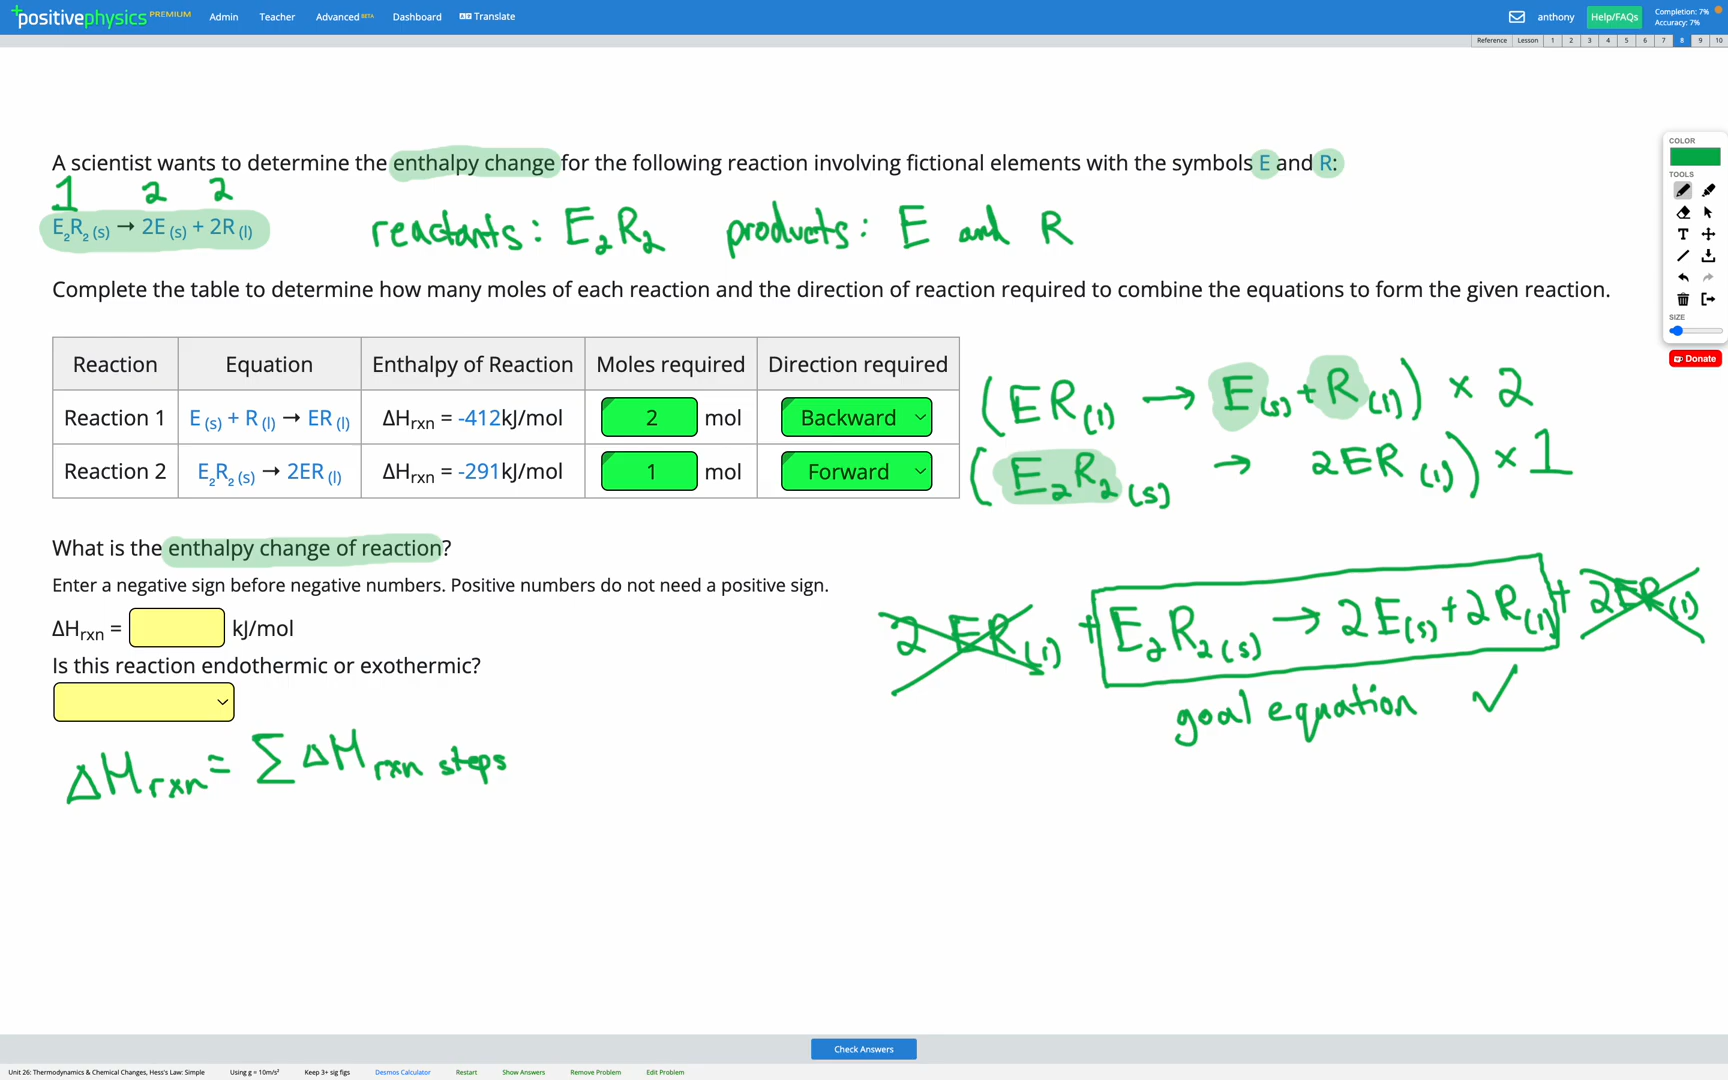 +positivephysics PREMIUM Admin Teacher Advanced BETA Dashboard Translate anthony Help/FAQs Completion: 7%
Accuracy: 7%
Reference Lesson 1 2 3 4 5 6 7 8 9 10
A scientist wants to determine the enthalpy change for the following reaction involving fictional elements with the symbols E and R:
1 2 2
E₂R₂ (s) → 2E (s) + 2R (l)
reactants: E₂R₂ products: E and R
Complete the table to determine how many moles of each reaction and the direction of reaction required to combine the equations to form the given reaction.
Reaction Equation Enthalpy of Reaction Moles required Direction required
Reaction 1 E (s) + R (l) → ER (l) ΔHrxn = -412kJ/mol 2 mol Backward
Reaction 2 E₂R₂ (s) → 2ER (l) ΔHrxn = -291kJ/mol 1 mol Forward
(ER(l) → E(s) + R(l)) × 2
(E₂R₂(s) → 2ER(l)) × 1
What is the enthalpy change of reaction?
Enter a negative sign before negative numbers. Positive numbers do not need a positive sign.
ΔHrxn = kJ/mol
Is this reaction endothermic or exothermic?
2ER(l) + E₂R₂(s) → 2E(s) + 2R(l) + 2ER(l)
goal equation ✓
ΔHrxn = Σ ΔHrxn steps
COLOR
TOOLS
T
SIZE
Donate
Check Answers
Unit 26: Thermodynamics & Chemical Changes, Hess's Law: Simple Using g = 10m/s² Keep 3+ sig figs Desmos Calculator Restart Show Answers Remove Problem Edit Problem